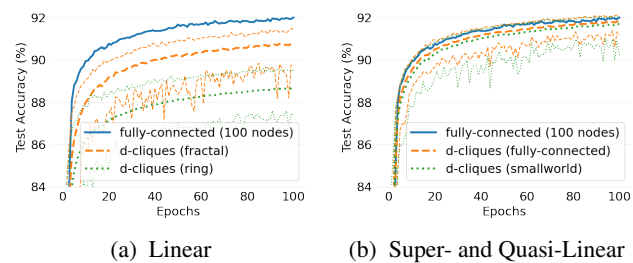 92
90
88
86
84
Test Accuracy (%)
fully-connected (100 nodes)
d-cliques (fractal)
d-cliques (ring)
0 20 40 60 80 100
Epochs
(a) Linear
92
90
88
86
84
Test Accuracy (%)
fully-connected (100 nodes)
d-cliques (fully-connected)
d-cliques (smallworld)
0 20 40 60 80 100
Epochs
(b) Super- and Quasi-Linear